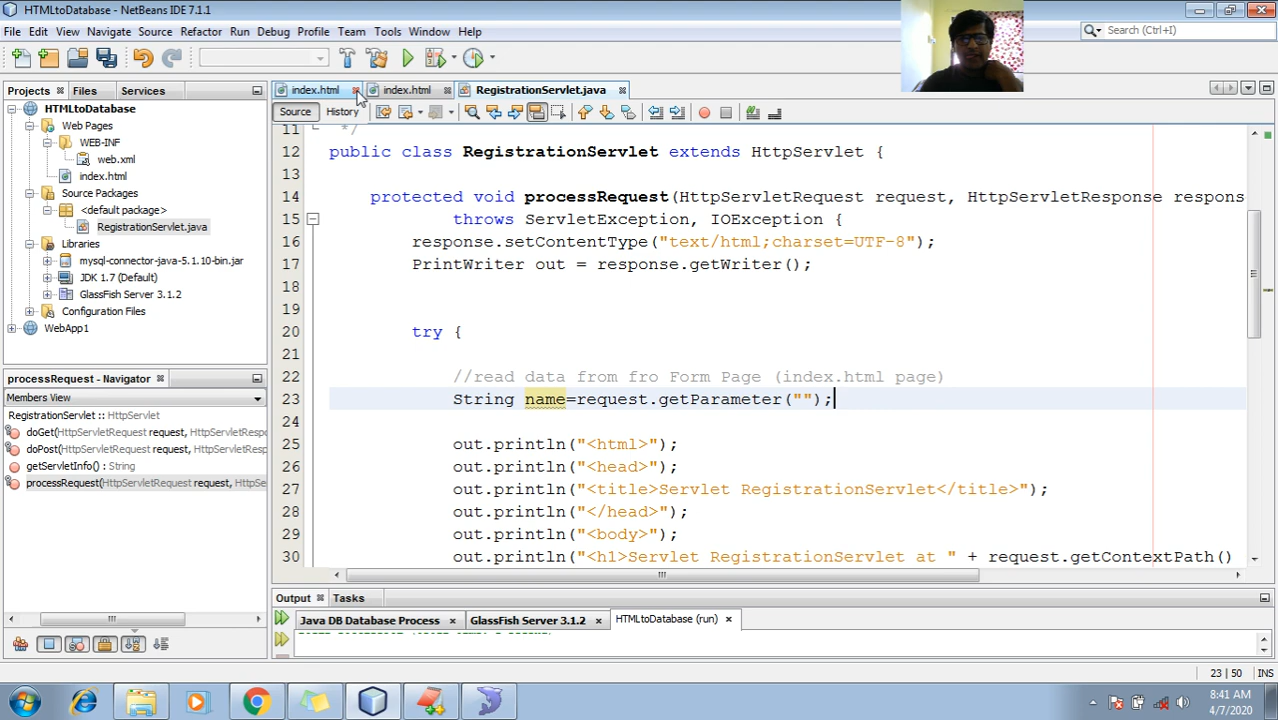 HTMLtoDatabase - NetBeans IDE 7.1.1
File Edit View Navigate Source Refactor Run Debug Profile Team Tools Window Help
Search (Ctrl+I)
Projects Files Services
index.html index.html RegistrationServlet.java
Source History
HTMLtoDatabase
Web Pages
WEB-INF
web.xml
index.html
Source Packages
<default package>
RegistrationServlet.java
Libraries
mysql-connector-java-5.1.10-bin.jar
JDK 1.7 (Default)
GlassFish Server 3.1.2
Configuration Files
WebApp1
processRequest - Navigator
Members View
RegistrationServlet :: HttpServlet
doGet(HttpServletRequest request, HttpServletResp
doPost(HttpServletRequest request, HttpServletResp
getServletInfo() : String
processRequest(HttpServletRequest request, HttpSe
11 */
12 public class RegistrationServlet extends HttpServlet {
13
14 protected void processRequest(HttpServletRequest request, HttpServletResponse respons
15 throws ServletException, IOException {
16 response.setContentType("text/html;charset=UTF-8");
17 PrintWriter out = response.getWriter();
18
19
20 try {
21
22 //read data from fro Form Page (index.html page)
23 String name=request.getParameter("");
24
25 out.println("<html>");
26 out.println("<head>");
27 out.println("<title>Servlet RegistrationServlet</title>");
28 out.println("</head>");
29 out.println("<body>");
30 out.println("<h1>Servlet RegistrationServlet at " + request.getContextPath()
Output Tasks
Java DB Database Process GlassFish Server 3.1.2 HTMLtoDatabase (run)
23 | 50 INS
8:41 AM
4/7/2020